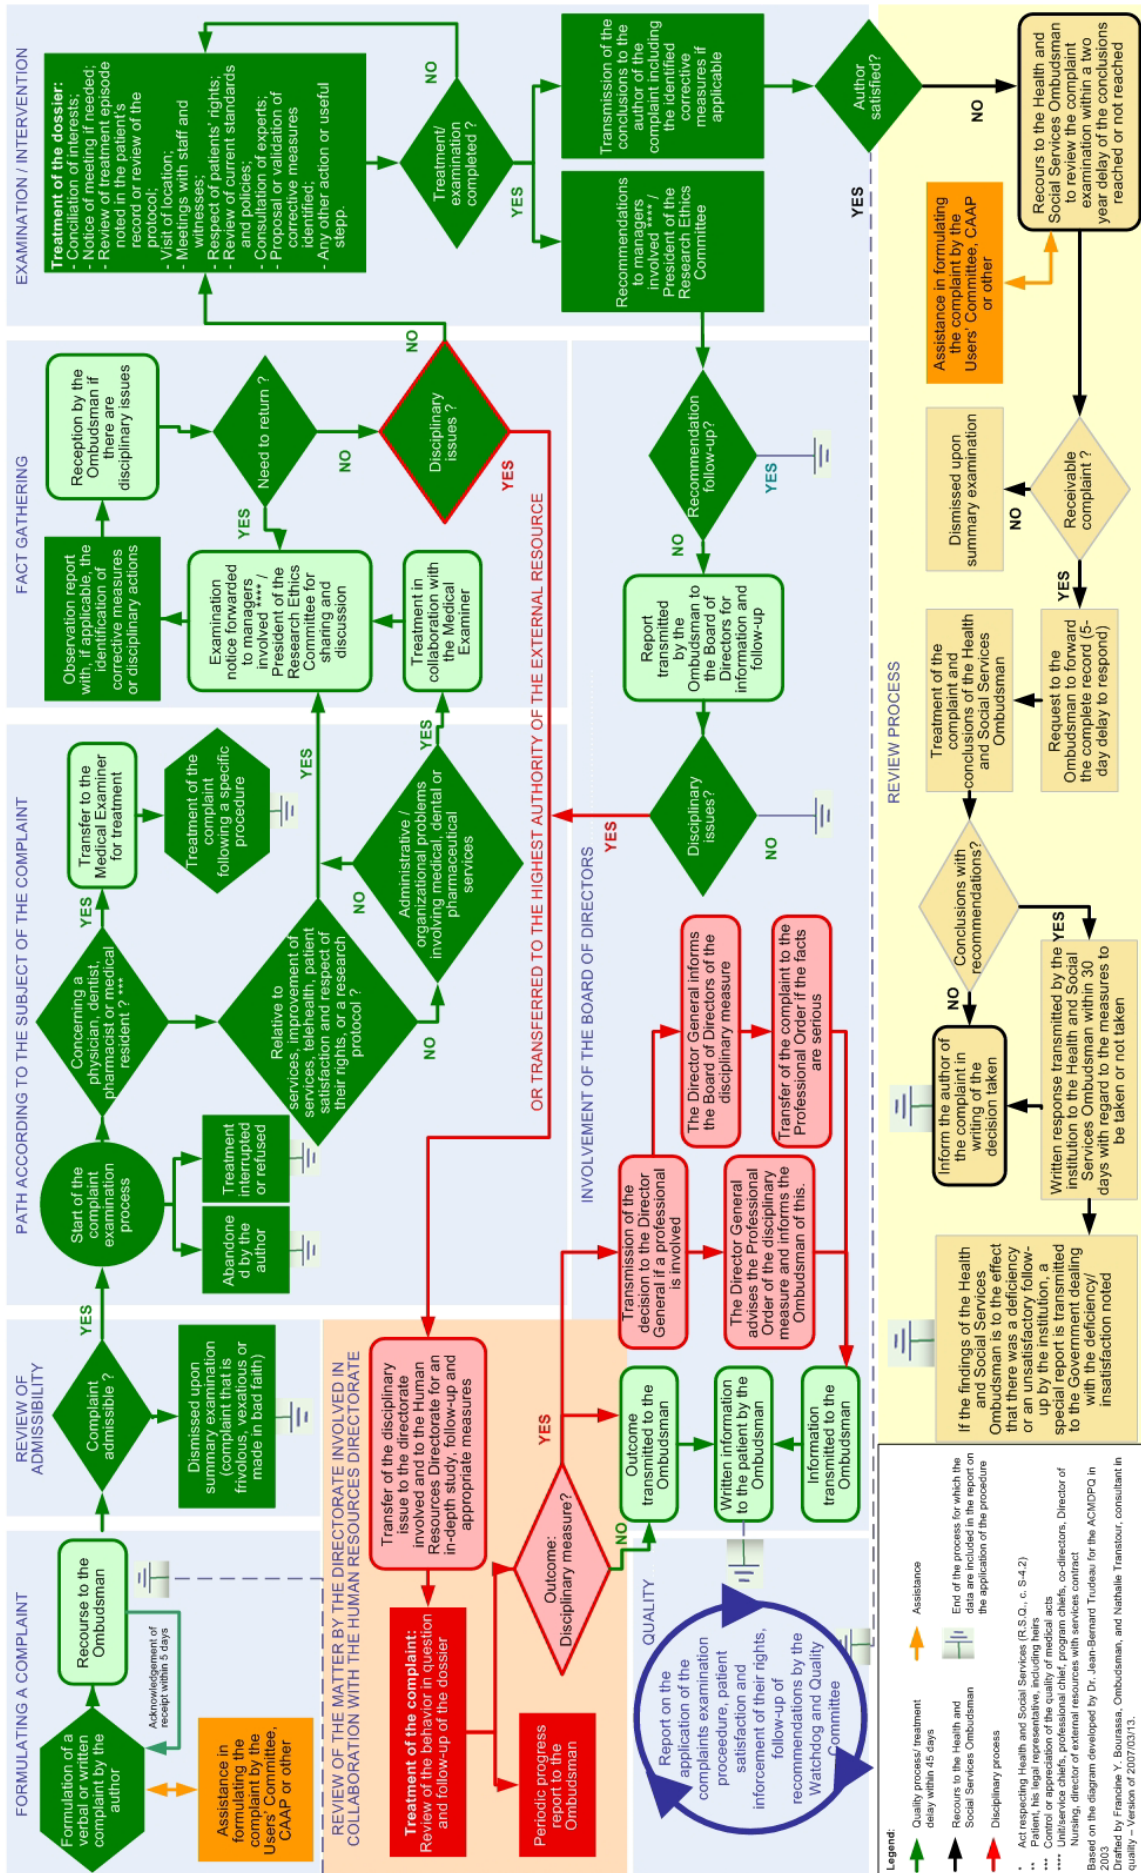 FORMULATING A COMPLAINT
Formulation of a
verbal or written
complaint by the
author
Recourse to the
Ombudsman
Acknowledgement of
receipt within 5 days
Assistance in
formulating the
complaint by the
Users' Committee,
CAAP or other
REVIEW OF
ADMISSIBILITY
Complaint
admissible ?
YES
Dismissed upon
summary examination
(complaint that is
frivolous, vexatious or
made in bad faith)
PATH ACCORDING TO THE SUBJECT OF THE COMPLAINT
Start of the
complaint
examination
process
Abandone
d by the
author
Treatment
interrupted
or refused
Concerning a
physician, dentist,
pharmacist or medical
resident ? ***
YES
Transfer to the
Medical Examiner
for treatment
Treatment of the
complaint
following a specific
procedure
Relative to
services, improvement of
services, telehealth, patient
satisfaction and respect of
their rights, or a research
protocol ?
YES
NO
Administrative /
organizational problems
involving medical, dental or
pharmaceutical
services
NO
YES
FACT GATHERING
Observation report
with, if applicable, the
identification of
corrective measures
or disciplinary actions
Reception by the
Ombudsman if
there are
disciplinary issues
Examination
notice forwarded
to managers
involved **** /
President of the
Research Ethics
Committee for
sharing and
discussion
Need to return ?
YES
NO
Treatment in
collaboration with
the Medical
Examiner
Disciplinary
issues ?
NO
YES
OR TRANSFERRED TO THE HIGHEST AUTHORITY OF THE EXTERNAL RESOURCE
EXAMINATION / INTERVENTION
Treatment of the dossier:
- Conciliation of interests;
- Notice of meeting if needed;
- Review of treatment episode
noted in the patient's
record or review of the
protocol;
- Visit of location;
- Meetings with staff and
witnesses;
- Respect of patients' rights;
- Review of current standards
and policies;
- Consultation of experts;
- Proposal or validation of
corrective measures
identified;
- Any other action or useful
stepp.
Treatment/
examination
completed ?
NO
YES
Recommendations
to managers
involved **** /
President of the
Research Ethics
Committee
Transmission of the
conclusions to the
author of the
complaint including
the identified
corrective
measures if
applicable
Author
satisfied?
YES
NO
REVIEW OF THE MATTER BY THE DIRECTORATE INVOLVED IN
COLLABORATION WITH THE HUMAN RESOURCES DIRECTORATE
Transfer of the disciplinary
issue to the directorate
involved and to the Human
Resources Directorate for an
in-depth study, follow-up and
appropriate measures
Treatment of the complaint:
Review of the behavior in question
and follow-up of the dossier
Periodic progress
report to the
Ombudsman
Outcome:
Disciplinary measure?
YES
NO
INVOLVEMENT OF THE BOARD OF DIRECTORS
Transmission of the
decision to the Director
General if a professional
is involved
The Director General informs
the Board of Directors of the
disciplinary measure
The Director General
advises the Professional
Order of the disciplinary
measure and informs the
Ombudsman of this.
Transfer of the complaint to the
Professional Order if the facts
are serious
Outcome
transmitted to the
Ombudsman
Written information
to the patient by the
Ombudsman
Information
transmitted to the
Ombudsman
Disciplinary
issues?
YES
NO
Report
transmitted
by the
Ombudsman to
the Board of
Directors for
information and
follow-up
NO
Recommendation
follow-up?
YES
QUALITY
Report on the
application of the
complaints examination
proceedure, patient
satisfaction and
inforcement of their rights,
follow-up of
recommendations by the
Watchdog and Quality
Committee
REVIEW PROCESS
Assistance in formulating
the complaint by the
Users' Committee, CAAP
or other
Recours to the Health and
Social Services Ombudsman
to review the complaint
examination within a two
year delay of the conclusions
reached or not reached
Receivable
complaint ?
NO
Dismissed upon
summary examination
YES
Request to the
Ombudsman to forward
the complete record (5-
day delay to respond)
Treatment of the
complaint and
conclusions of the Health
and Social Services
Ombudsman
Conclusions with
recommendations?
NO
YES
Inform the author of
the complaint in
writing of the
decision taken
Written response transmitted by the
institution to the Health and Social
Services Ombudsman within 30
days with regard to the measures to
be taken or not taken
If the findings of the Health
and Social Services
Ombudsman is to the effect
that there was a deficiency
or an unsatisfactory follow-
up by the institution, a
special report is transmitted
to the Government dealing
with the deficiency/
insatisfaction noted
Legend:
Quality process/ treatment
delay within 45 days
Assistance
Recours to the Health and
Social Services Ombudsman
End of the process for which the
data are included in the report on
the application of the procedure
Disciplinary process
* Act respecting Health and Social Services (R.S.Q., c. S-4.2)
** Patient, his legal representative, including heirs
*** Control or appreciation of the quality of medical acts
**** Unit/service chiefs, professional chief, program chiefs, co-directors, Director of
Nursing, director of external resources with services contract
Based on the diagram developed by Dr. Jean-Bernard Trudeau for the ACMDPQ in
2003
Drafted by Francine Y. Bourassa, Ombudsman, and Nathalie Transtour, consultant in
quality – Version of 2007/03/13.